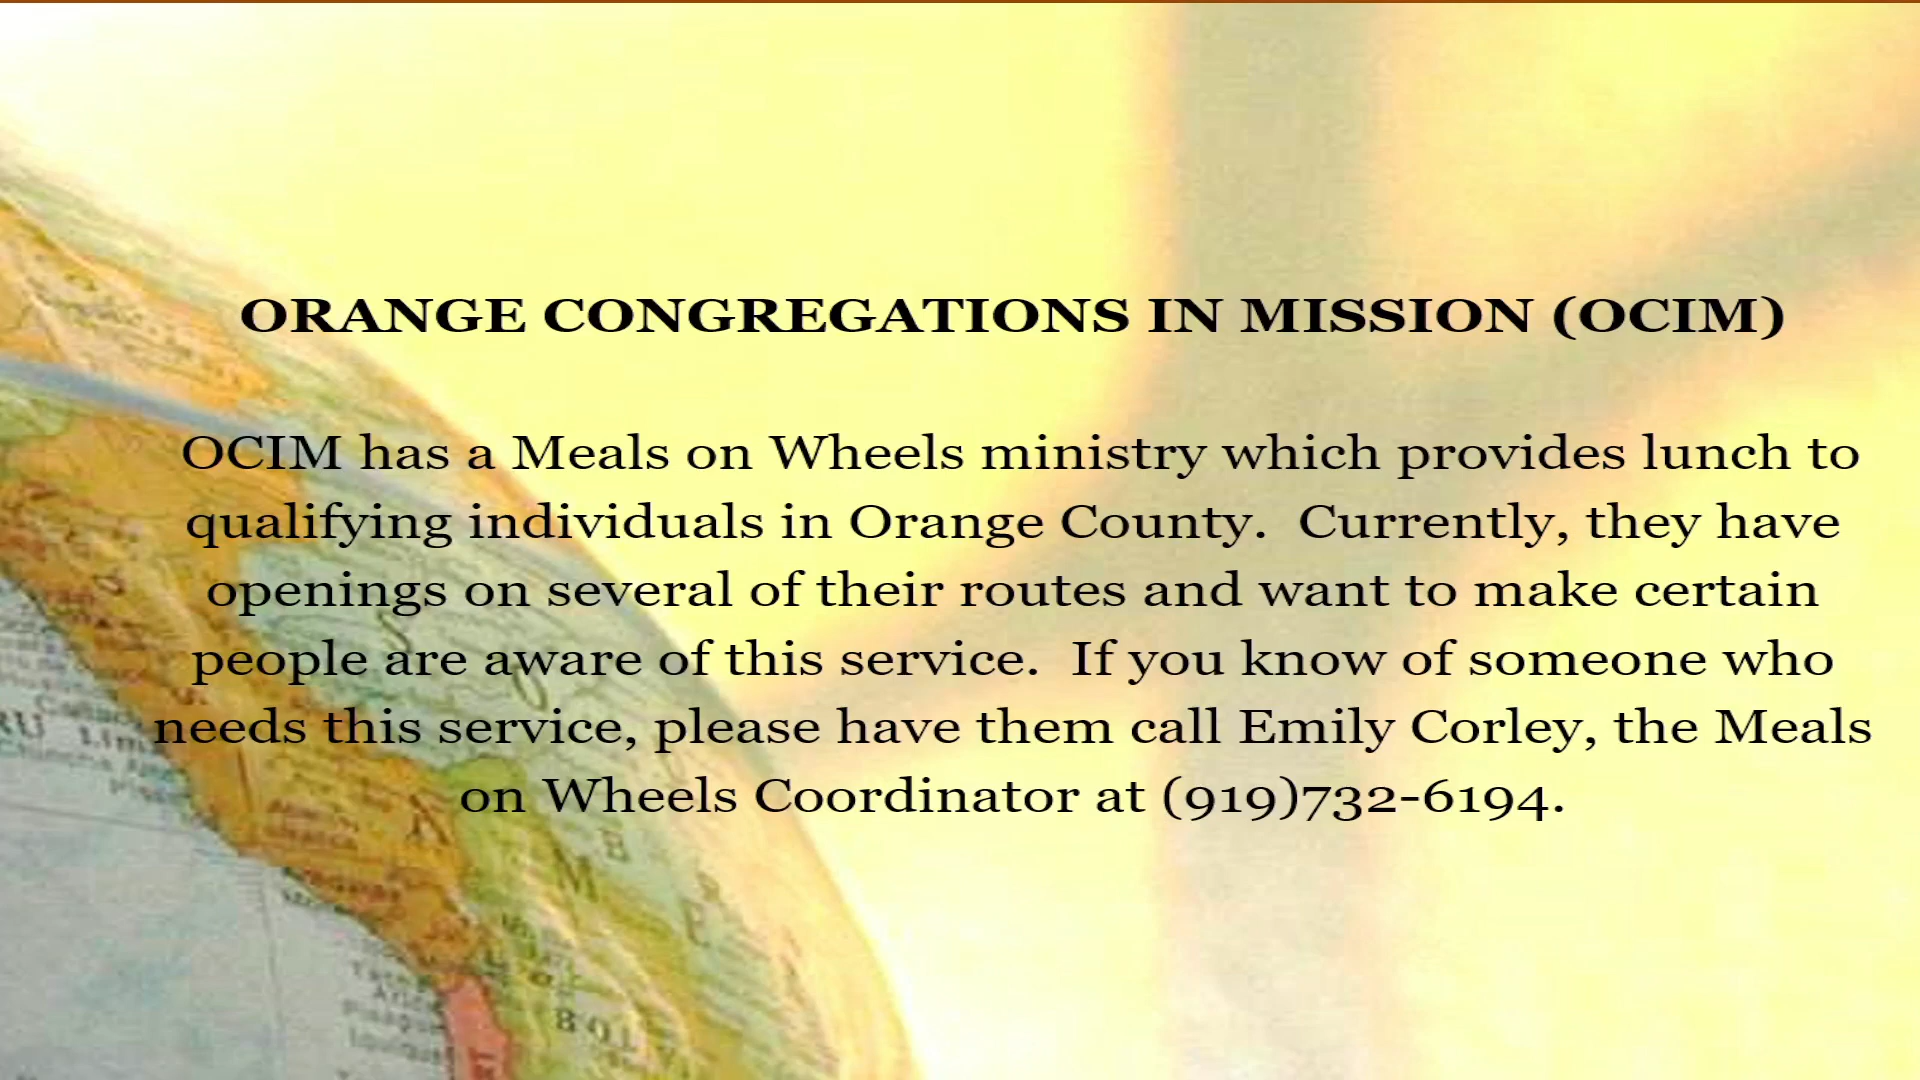 ORANGE CONGREGATIONS IN MISSION (OCIM)
OCIM has a Meals on Wheels ministry which provides lunch to
qualifying individuals in Orange County.  Currently, they have
openings on several of their routes and want to make certain
people are aware of this service.  If you know of someone who
needs this service, please have them call Emily Corley, the Meals
on Wheels Coordinator at (919)732-6194.